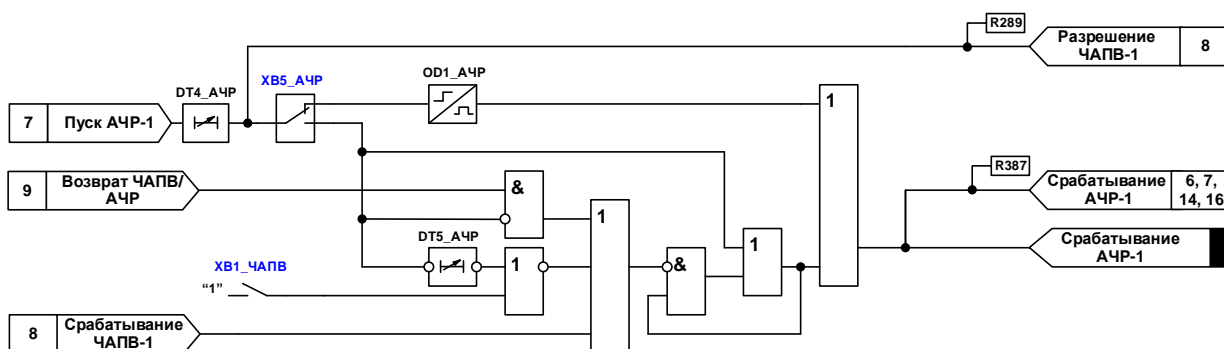 R289
Разрешение
ЧАПВ-1
8
XB5_АЧР
OD1_АЧР
DT4_АЧР
1
7
Пуск АЧР-1
R387
9
Возврат ЧАПВ/
АЧР
&
Срабатывание
АЧР-1
6, 7,
14, 16
1
DT5_АЧР
1
Срабатывание
АЧР-1
XB1_ЧАПВ
1
&
“1”
8
Срабатывание
ЧАПВ-1